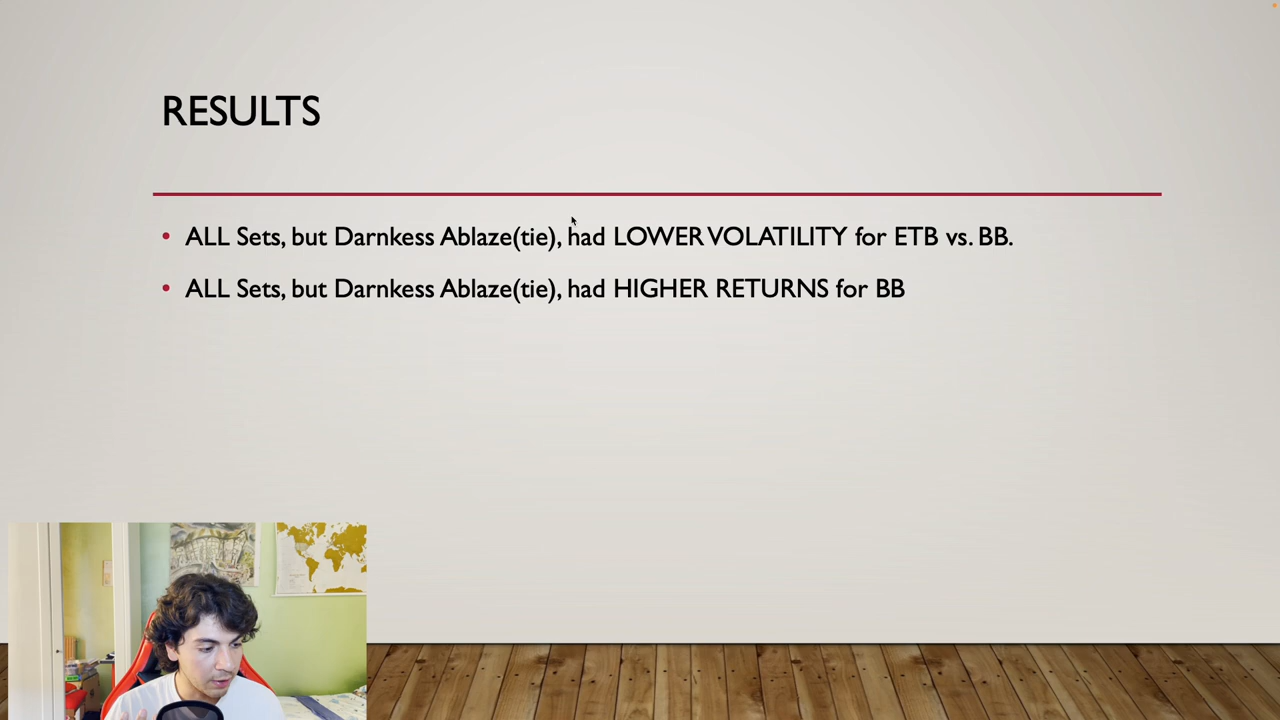 RESULTS
• ALL Sets, but Darnkess Ablaze(tie), had LOWER VOLATILITY for ETB vs. BB.
• ALL Sets, but Darnkess Ablaze(tie), had HIGHER RETURNS for BB